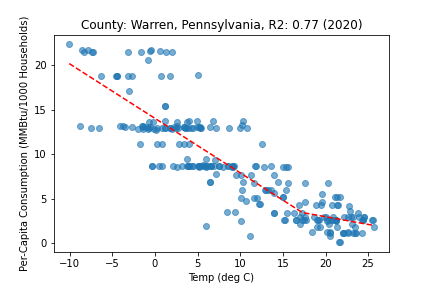 County: Warren, Pennsylvania, R2: 0.77 (2020)
Per-Capita Consumption (MMBtu/1000 Households)
20
15
10
5
0
−10 −5 0 5 10 15 20 25
Temp (deg C)